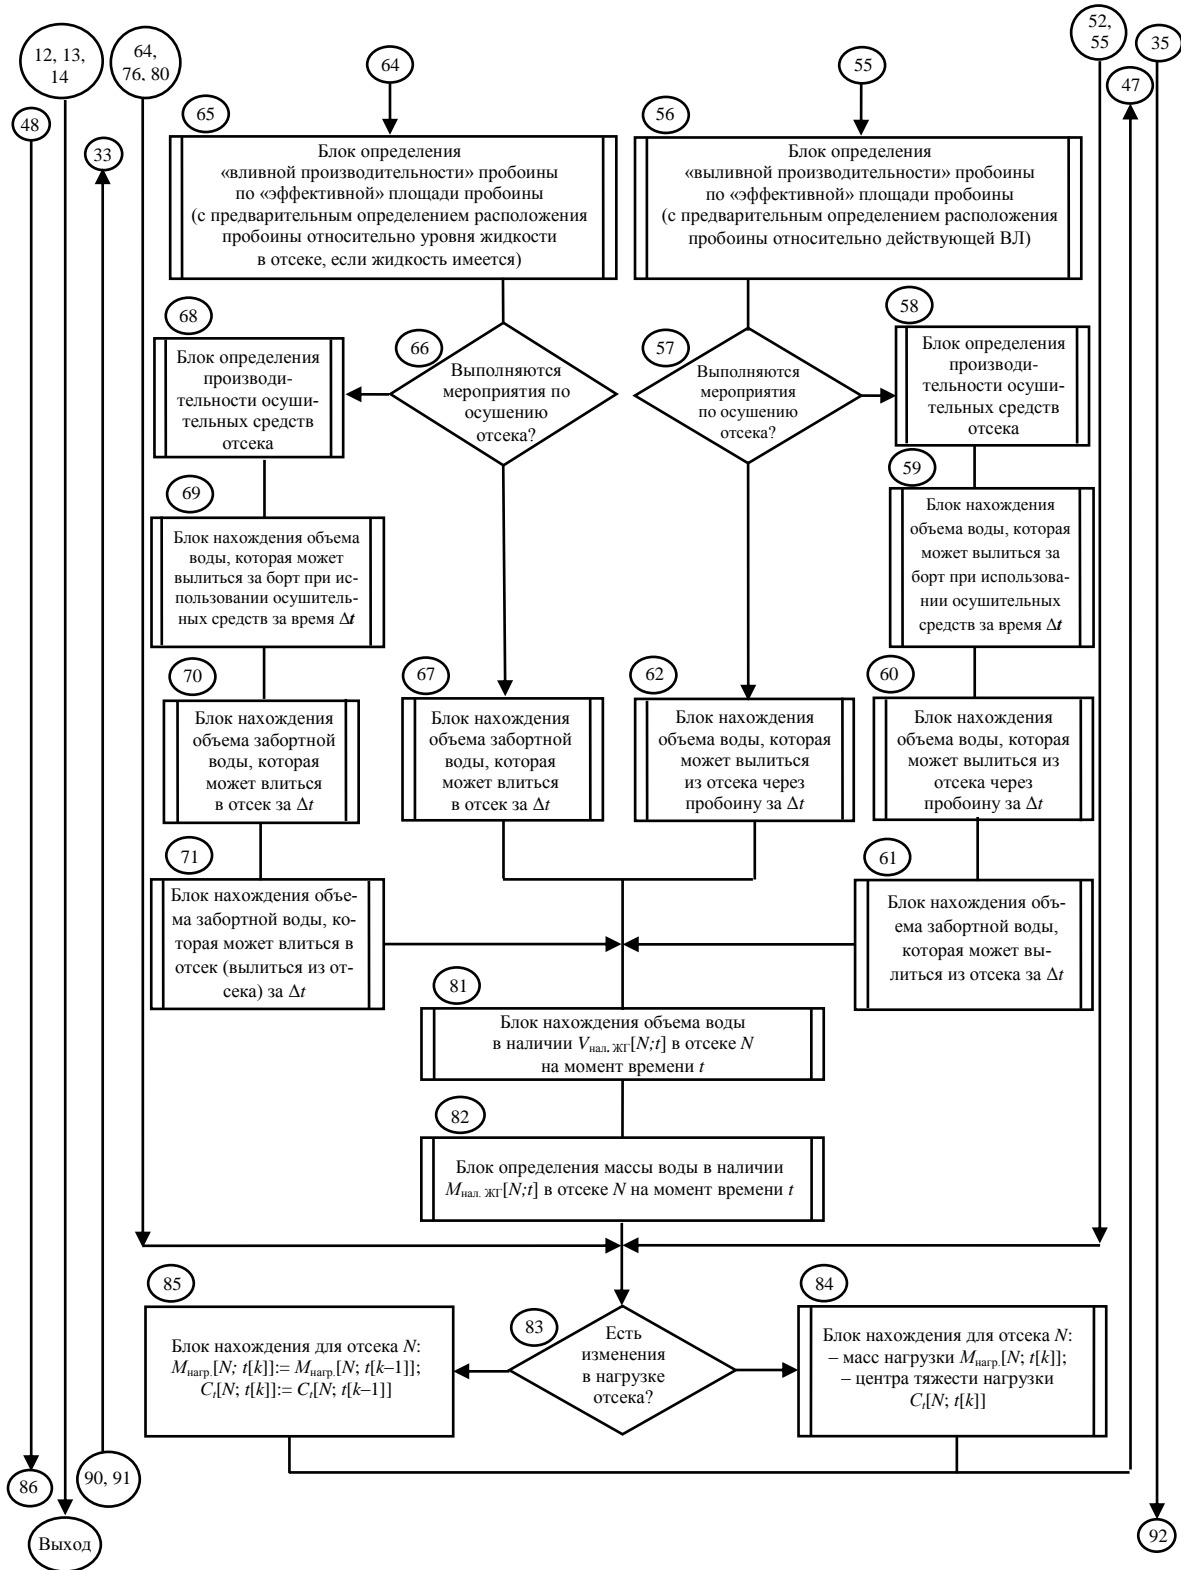 12, 13,
14
64,
76, 80
52,
55
35
64
55
47
48
33
65
56
Блок определения
«вливной производительности» пробоины
по «эффективной» площади пробоины
(с предварительным определением расположения
пробоины относительно уровня жидкости
в отсеке, если жидкость имеется)
Блок определения
«выливной производительности» пробоины
по «эффективной» площади пробоины
(с предварительным определением расположения
пробоины относительно действующей ВЛ)
68
66
57
58
Блок определения
производи-
тельности осуши-
тельных средств
отсека
Выполняются
мероприятия по
осушению
отсека?
Выполняются
мероприятия
по осушению
отсека?
Блок определения
производи-
тельности осуши-
тельных средств
отсека
69
59
Блок нахождения объема
воды, которая может
вылиться за борт при ис-
пользовании осушитель-
ных средств за время Δt
Блок нахождения
объема воды, которая
может вылиться за
борт при использова-
нии осушительных
средств за время Δt
70
67
62
60
Блок нахождения
объема забортной
воды, которая
может влиться
в отсек за Δt
Блок нахождения
объема забортной
воды, которая
может влиться
в отсек за Δt
Блок нахождения
объема воды, которая
может вылиться
из отсека через
пробоину за Δt
Блок нахождения
объема воды, которая
может вылиться из
отсека через
пробоину за Δt
71
61
Блок нахождения объе-
ма забортной воды, ко-
торая может влиться в
отсек (вылиться из от-
сека) за Δt
Блок нахождения объ-
ема забортной воды,
которая может вы-
литься из отсека за Δt
81
Блок нахождения объема воды
в наличии Vнал. ЖГ[N;t] в отсеке N
на момент времени t
82
Блок определения массы воды в наличии
Mнал. ЖГ[N;t] в отсеке N на момент времени t
85
83
84
Блок нахождения для отсека N:
Mнагр.[N; t[k]]:= Mнагр.[N; t[k–1]];
Ct[N; t[k]]:= Ct[N; t[k–1]]
Есть
изменения
в нагрузке
отсека?
Блок нахождения для отсека N:
– масс нагрузки Mнагр.[N; t[k]];
– центра тяжести нагрузки
Ct[N; t[k]]
86
90, 91
Выход
92